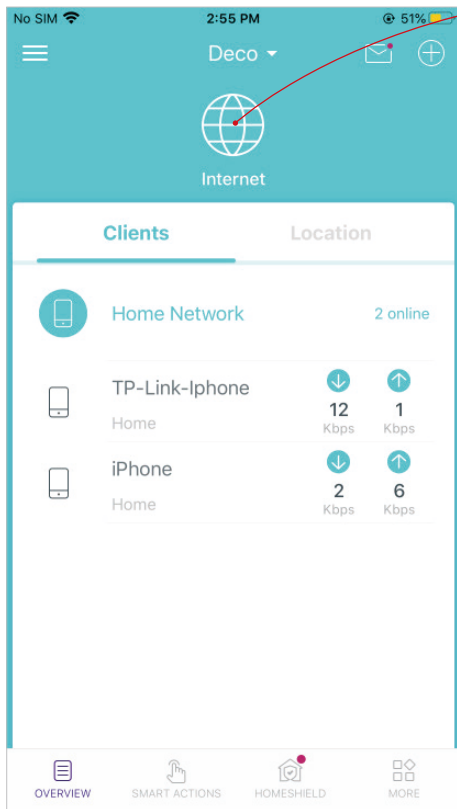 No SIM 2:55 PM 51%
Deco
Internet
Clients Location
Home Network 2 online
TP-Link-Iphone
12 1
Home Kbps Kbps
iPhone
2 6
Home Kbps Kbps
OVERVIEW SMART ACTIONS HOMESHIELD MORE